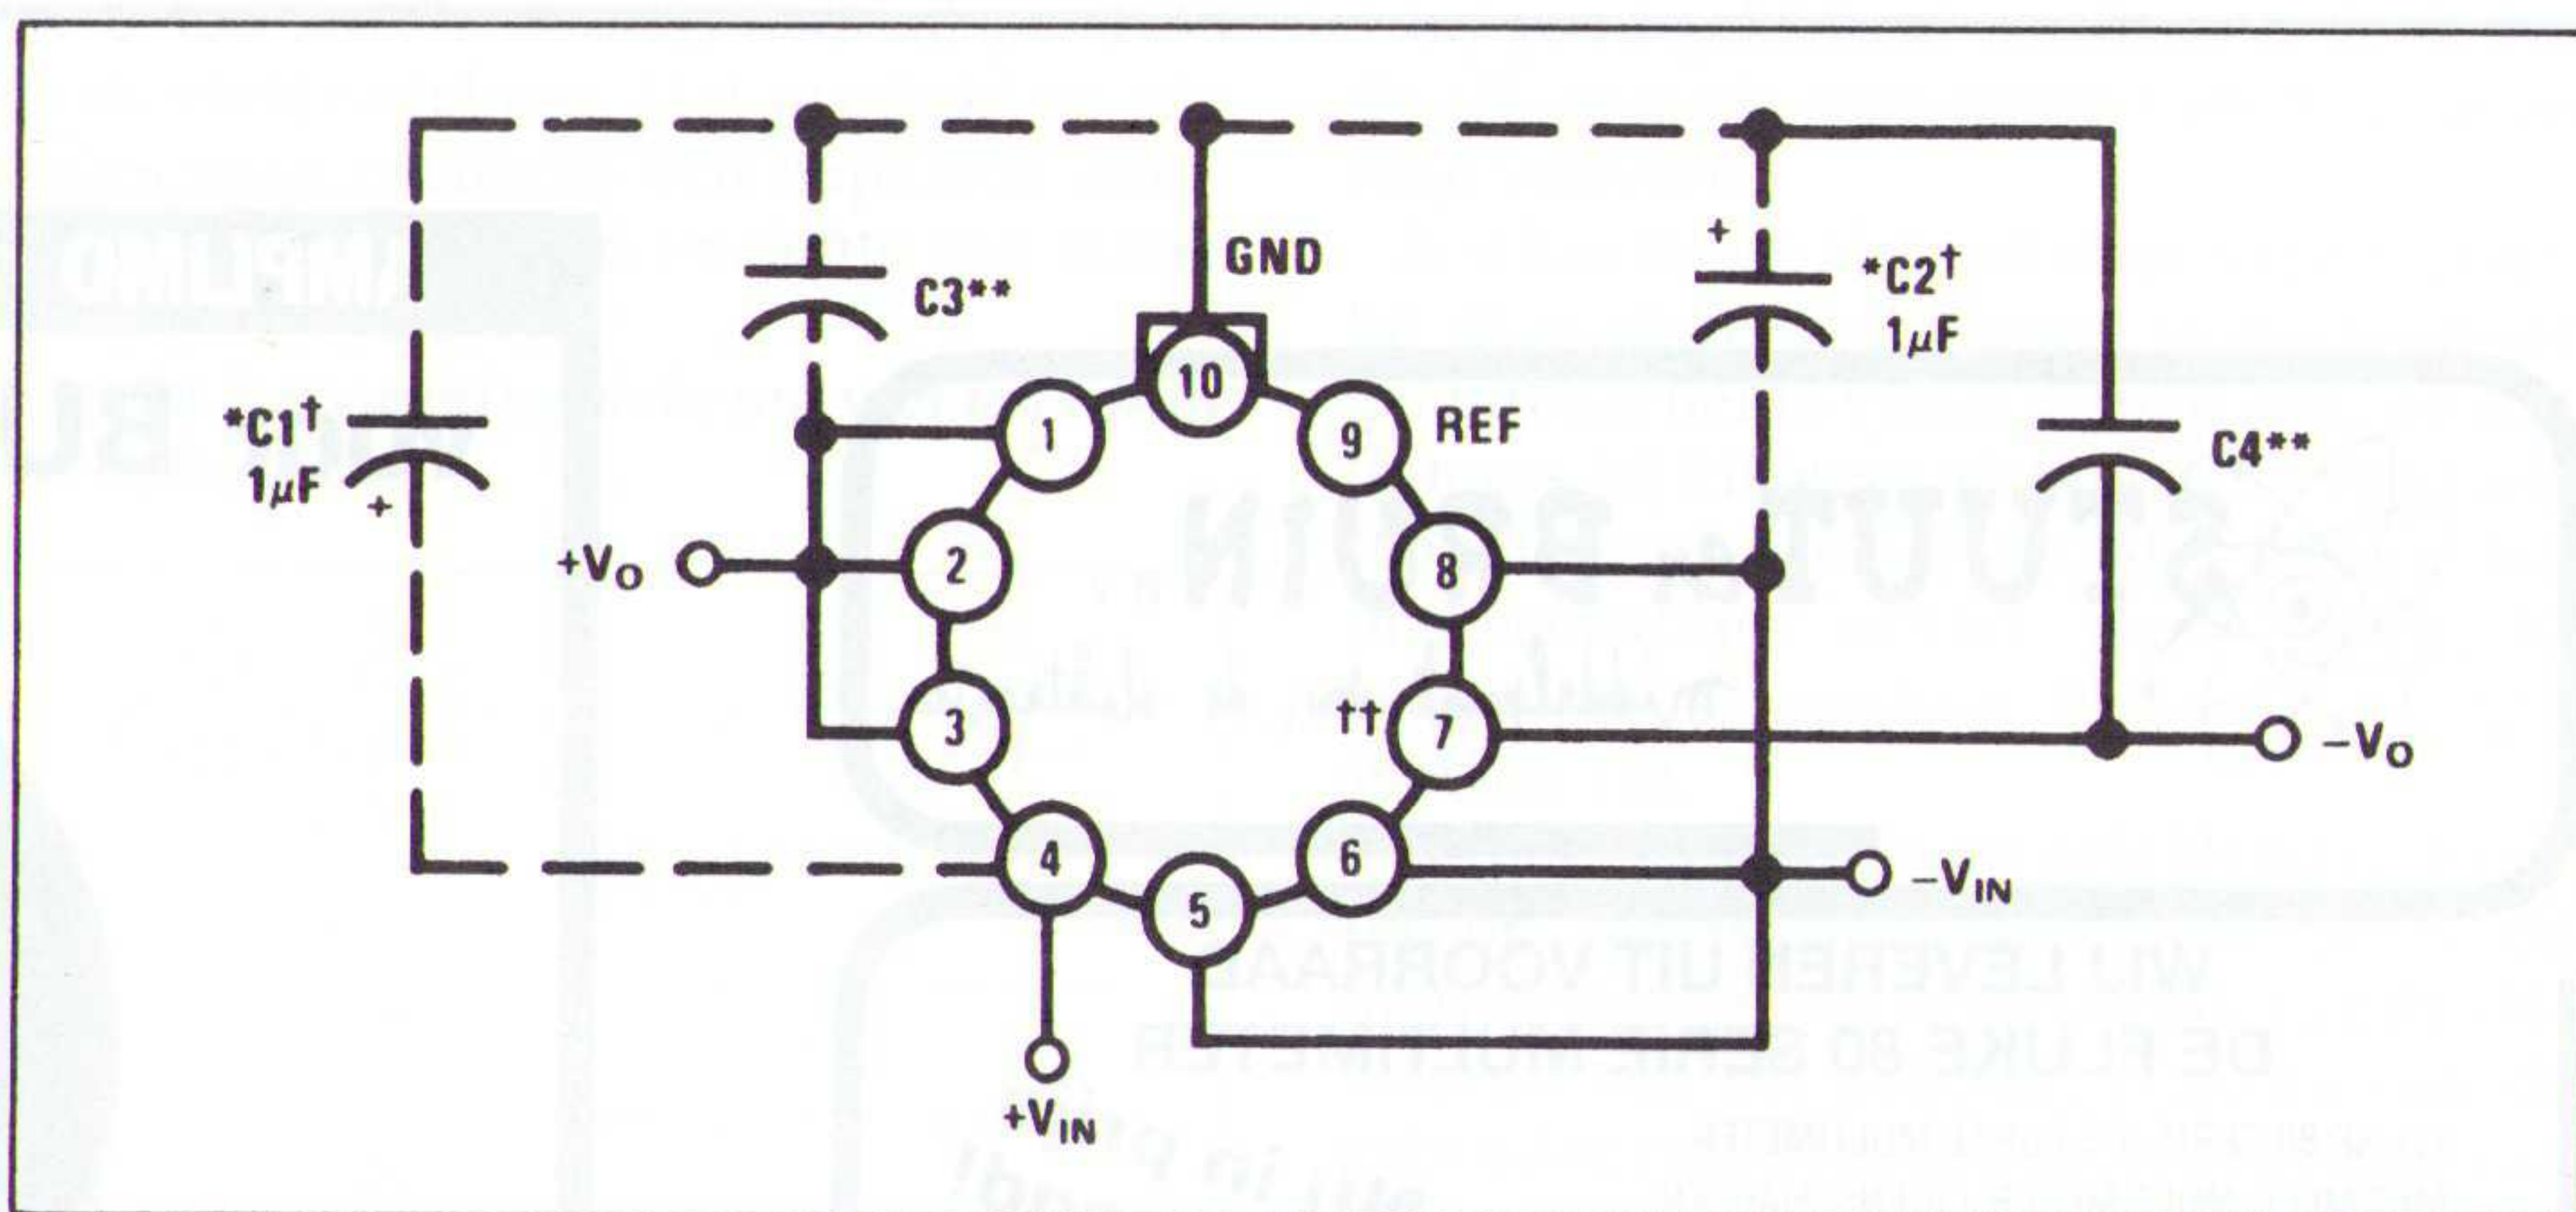 GND
C3**
*C2†
1µF
10
1
9
REF
*C1†
1µF
C4**
+
+
+VO
2
8
3
††
7
−VO
4
6
−VIN
5
+VIN
AMPLIMO
WIJ LEVEREN UIT VOORRAAD
DE FLUKE 80 SERIE MULTIMETER